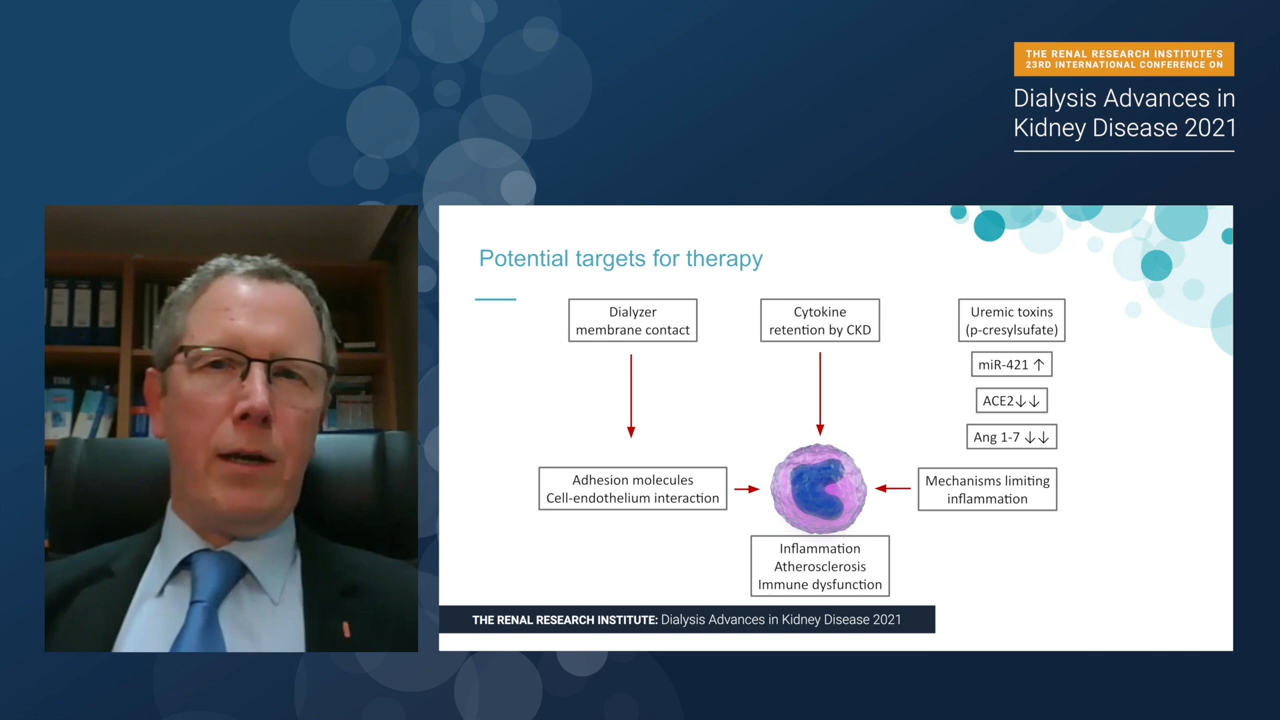 THE RENAL RESEARCH INSTITUTE'S
23RD INTERNATIONAL CONFERENCE ON
Dialysis Advances in
Kidney Disease 2021
Potential targets for therapy
Dialyzer
membrane contact
Cytokine
retention by CKD
Uremic toxins
(p-cresylsulfate)
miR-421 ↑
ACE2↓↓
Ang 1-7 ↓↓
Adhesion molecules
Cell-endothelium interaction
Mechanisms limiting
inflammation
Inflammation
Atherosclerosis
Immune dysfunction
THE RENAL RESEARCH INSTITUTE: Dialysis Advances in Kidney Disease 2021